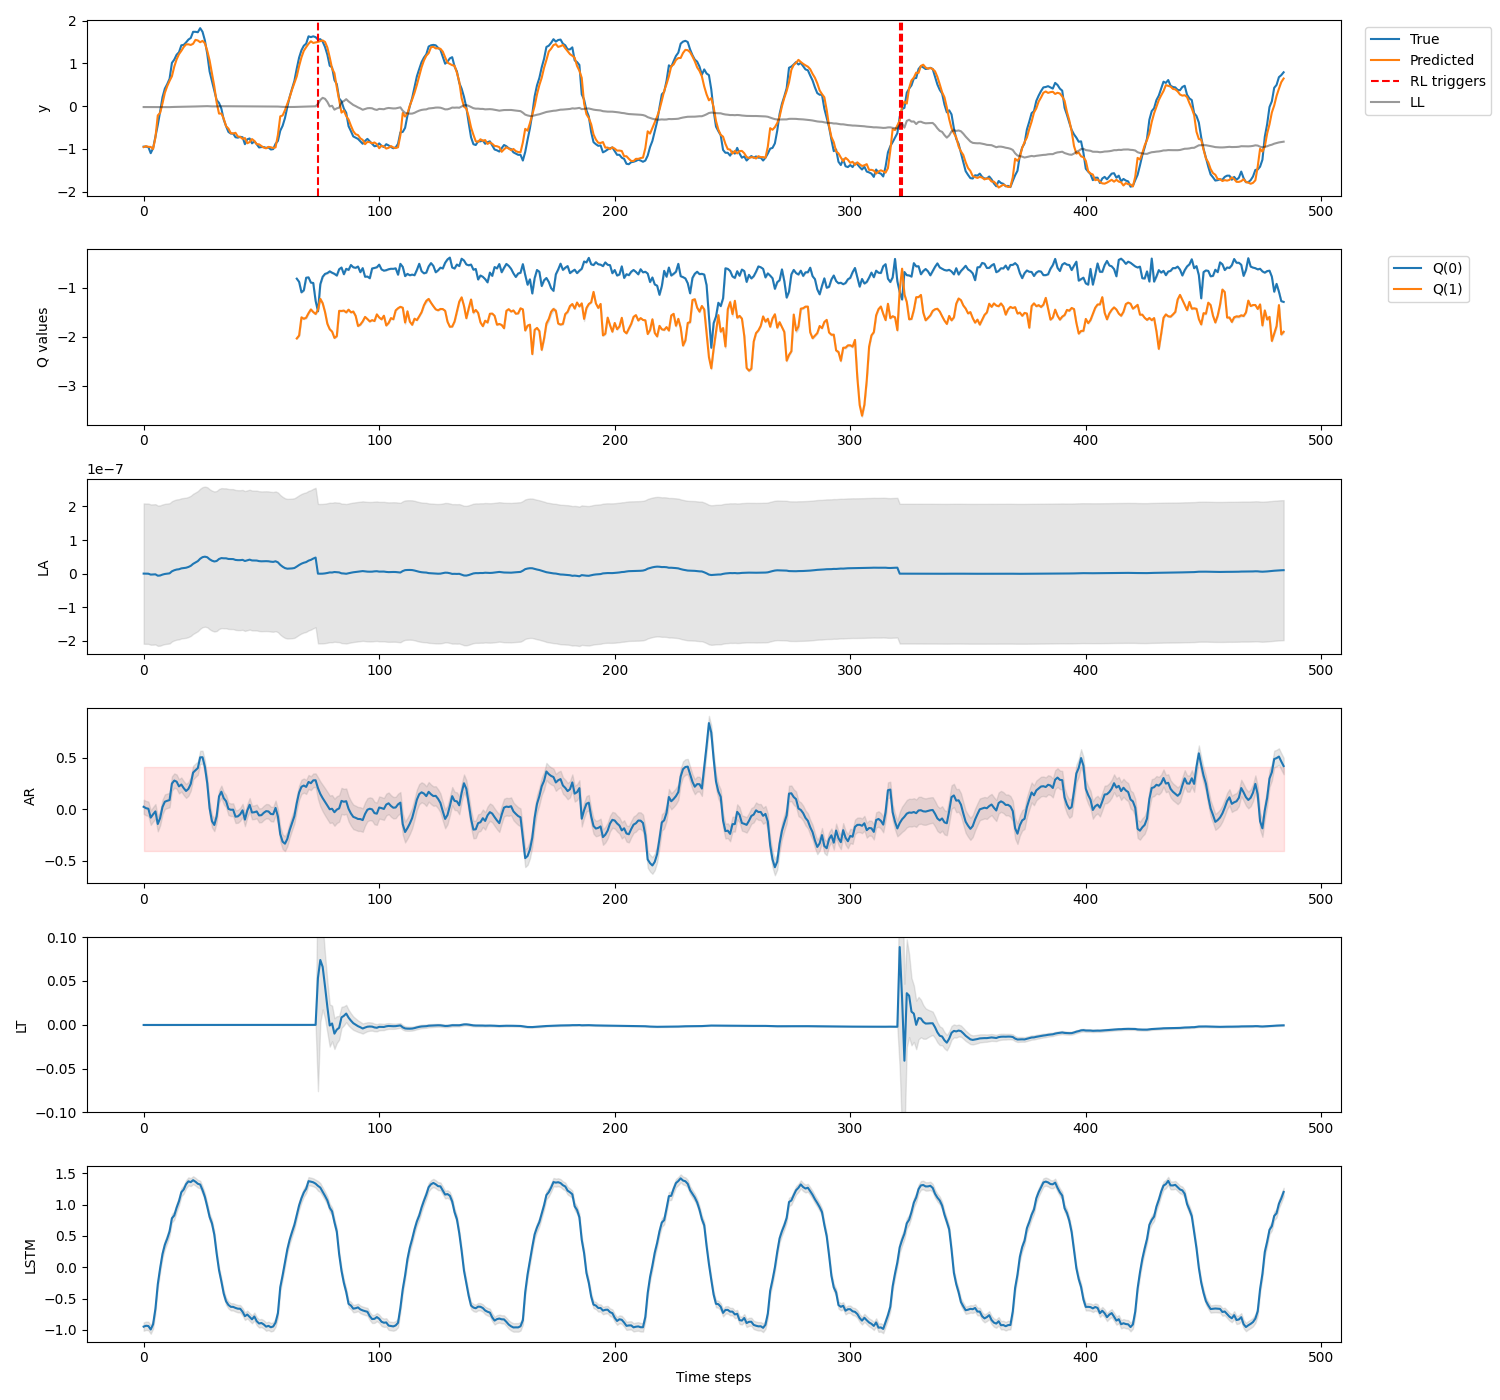 2
1
0
−1
−2
y
0 100 200 300 400 500
True
Predicted
RL triggers
LL
−1
−2
−3
Q values
0 100 200 300 400 500
Q(0)
Q(1)
1e−7
2
1
0
−1
−2
LA
0 100 200 300 400 500
0.5
0.0
−0.5
AR
0 100 200 300 400 500
0.10
0.05
0.00
−0.05
−0.10
LT
0 100 200 300 400 500
1.5
1.0
0.5
0.0
−0.5
−1.0
LSTM
0 100 200 300 400 500
Time steps